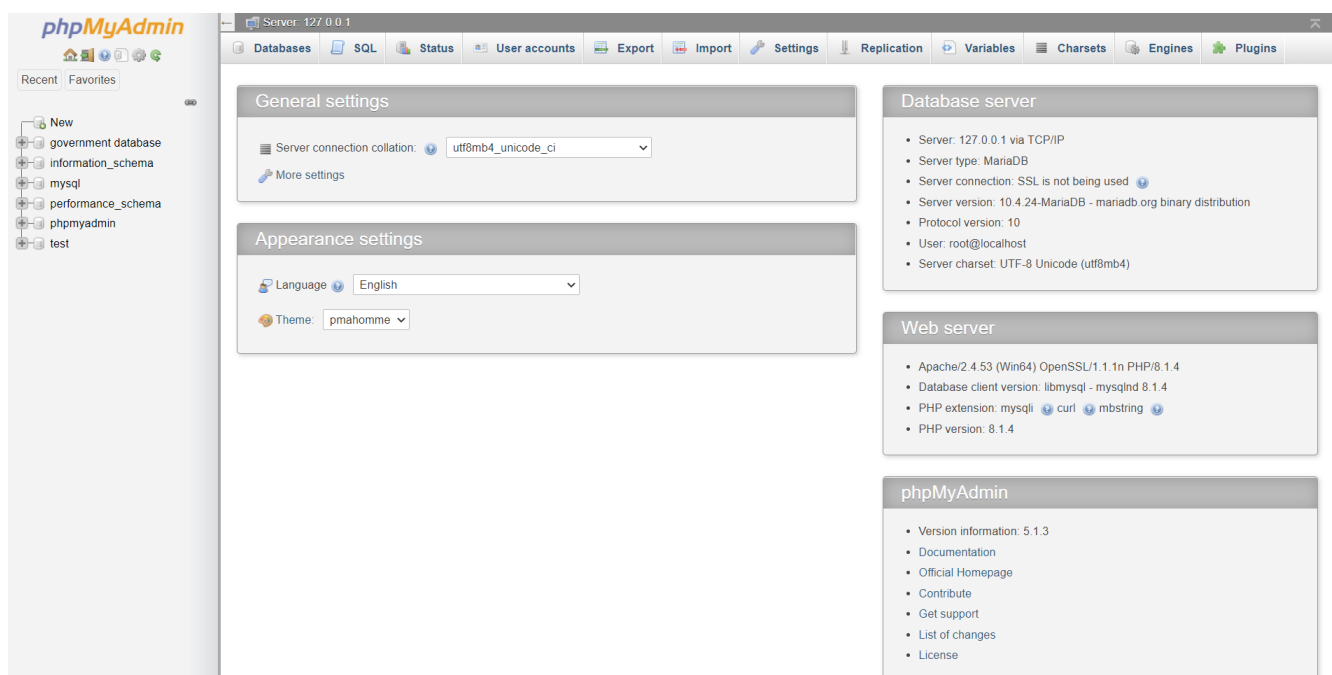 phpMyAdmin
Recent Favorites
New
government database
information_schema
mysql
performance_schema
phpmyadmin
test
Server: 127.0.0.1
Databases SQL Status User accounts Export Import Settings Replication Variables Charsets Engines Plugins
General settings
Server connection collation: utf8mb4_unicode_ci
More settings
Appearance settings
Language English
Theme: pmahomme
Database server
Server: 127.0.0.1 via TCP/IP
Server type: MariaDB
Server connection: SSL is not being used
Server version: 10.4.24-MariaDB - mariadb.org binary distribution
Protocol version: 10
User: root@localhost
Server charset: UTF-8 Unicode (utf8mb4)
Web server
Apache/2.4.53 (Win64) OpenSSL/1.1.1n PHP/8.1.4
Database client version: libmysql - mysqlnd 8.1.4
PHP extension: mysqli curl mbstring
PHP version: 8.1.4
phpMyAdmin
Version information: 5.1.3
Documentation
Official Homepage
Contribute
Get support
List of changes
License